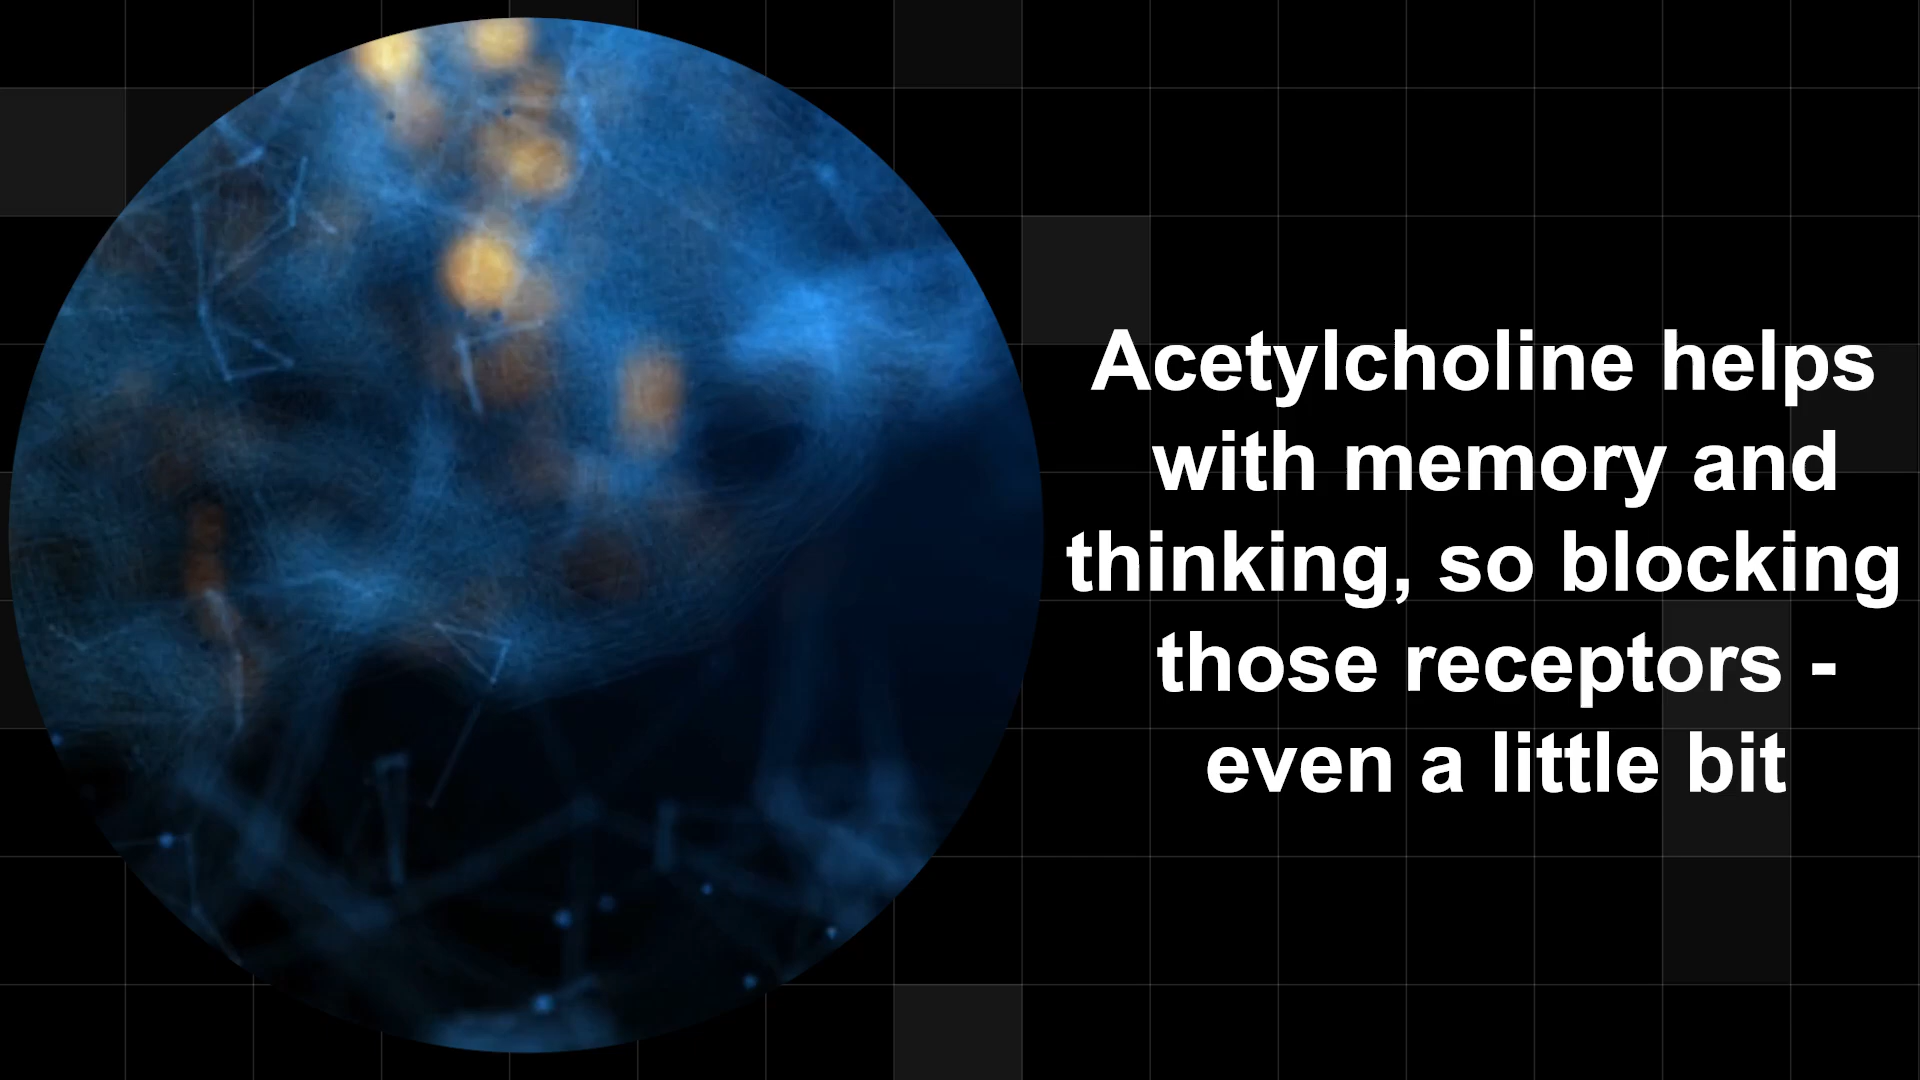 Acetylcholine helps
with memory and
thinking, so blocking
those receptors -
even a little bit